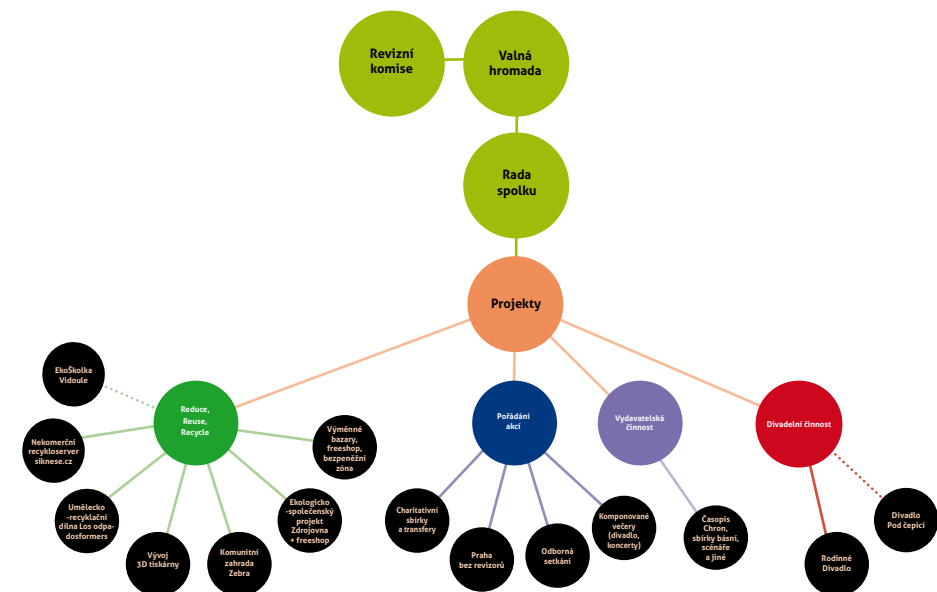 Revizní
komise
Valná
hromada
Rada
spolku
Projekty
EkoŠkolka
Vidoule
Reduce,
Reuse,
Recycle
Pořádání
akcí
Vydavatelská
činnost
Divadelní činnost
Nekomerční
recykloserver
siknese.cz
Výměnné
bazary,
freeshop,
bezpeněžní
zóna
Umělecko
-recyklační
dílna Los odpa-
dosformers
Vývoj
3D tiskárny
Komunitní
zahrada
Zebra
Ekologicko
-společenský
projekt
Zdrojovna
+ freeshop
Charitativní
sbírky
a transfery
Praha
bez revizorů
Odborná
setkání
Komponované
večery
(divadlo,
koncerty)
Časopis
Chron,
sbírky básní,
scénáře
a jiné
Rodinné
Divadlo
Divadlo
Pod čepicí